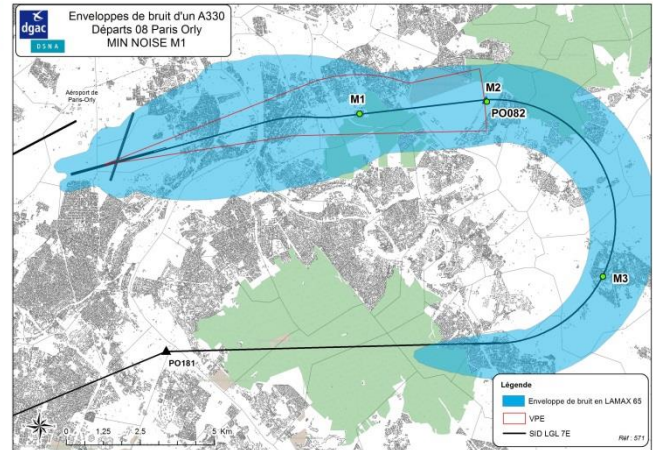 dgac
DSNA
Enveloppes de bruit d'un A330
Départs 08 Paris Orly
MIN NOISE M1
Aéroport de
Paris-Orly
M1
M2
PO082
M3
PO181
0 1,25 2,5 5 Km
Légende
Enveloppe de bruit en LAMAX 65
VPE
SID LGL 7E
Réf : 571